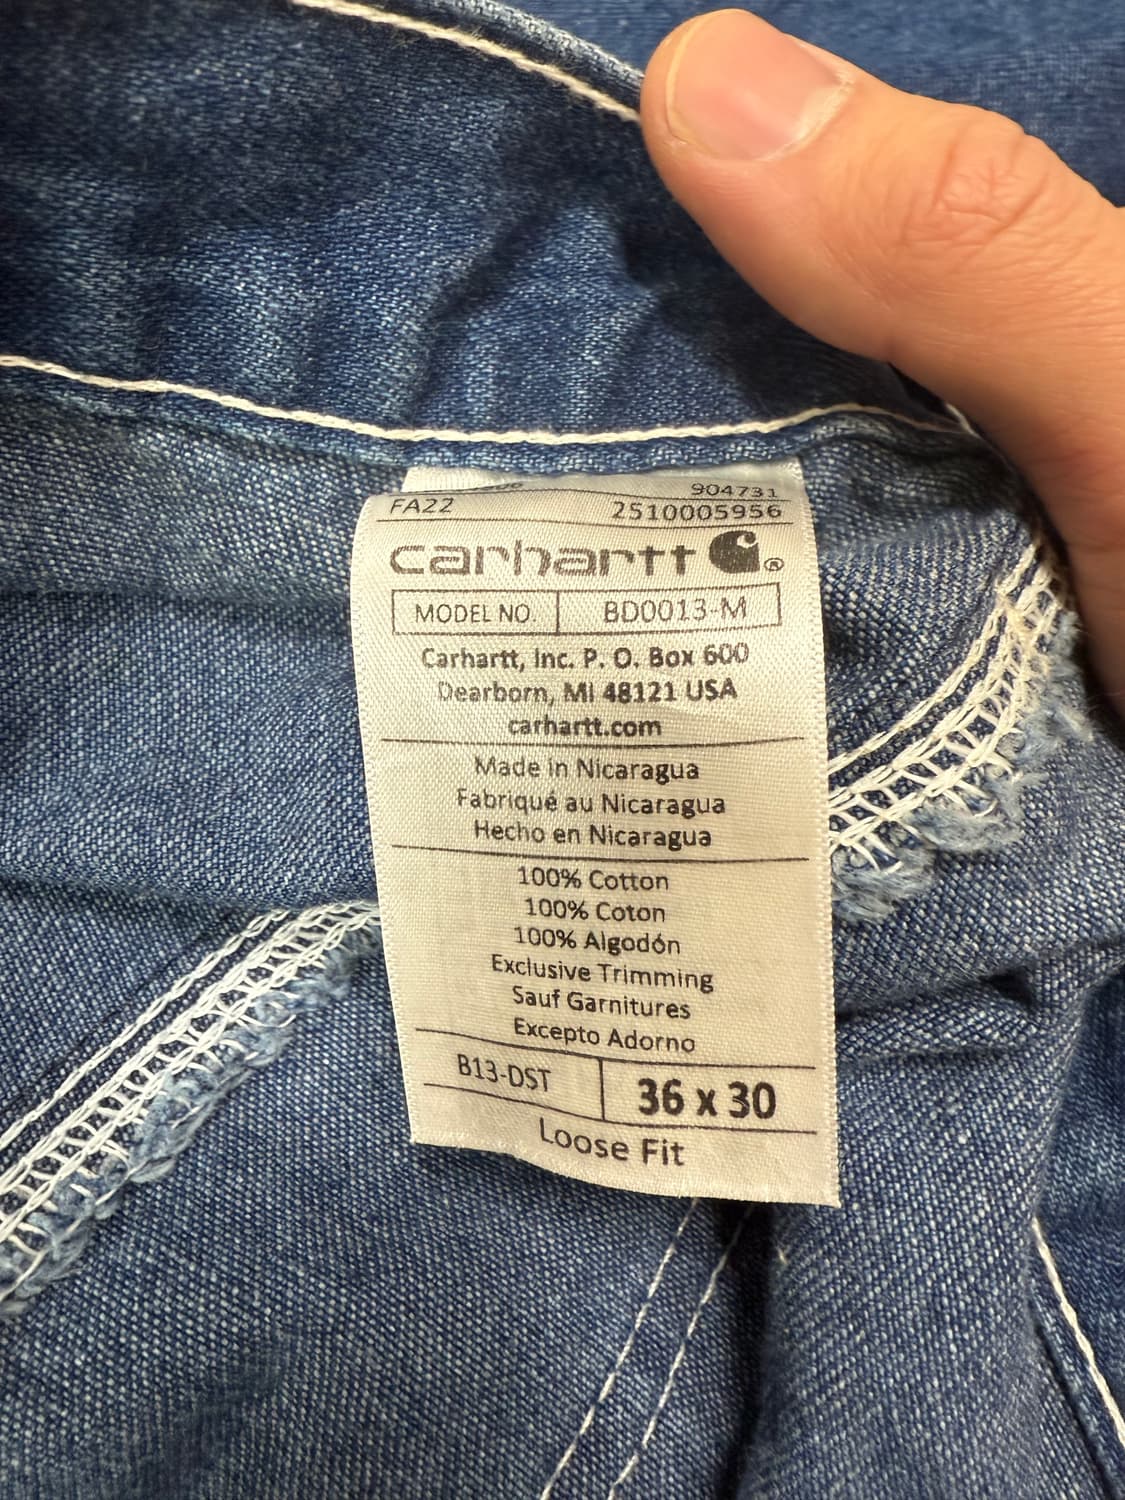 904731
FA22 2510005956
carhartt ®
MODEL NO. BD0013-M
Carhartt, Inc. P. O. Box 600
Dearborn, MI 48121 USA
carhartt.com
Made in Nicaragua
Fabriqué au Nicaragua
Hecho en Nicaragua
100% Cotton
100% Coton
100% Algodón
Exclusive Trimming
Sauf Garnitures
Excepto Adorno
B13-DST 36 x 30
Loose Fit